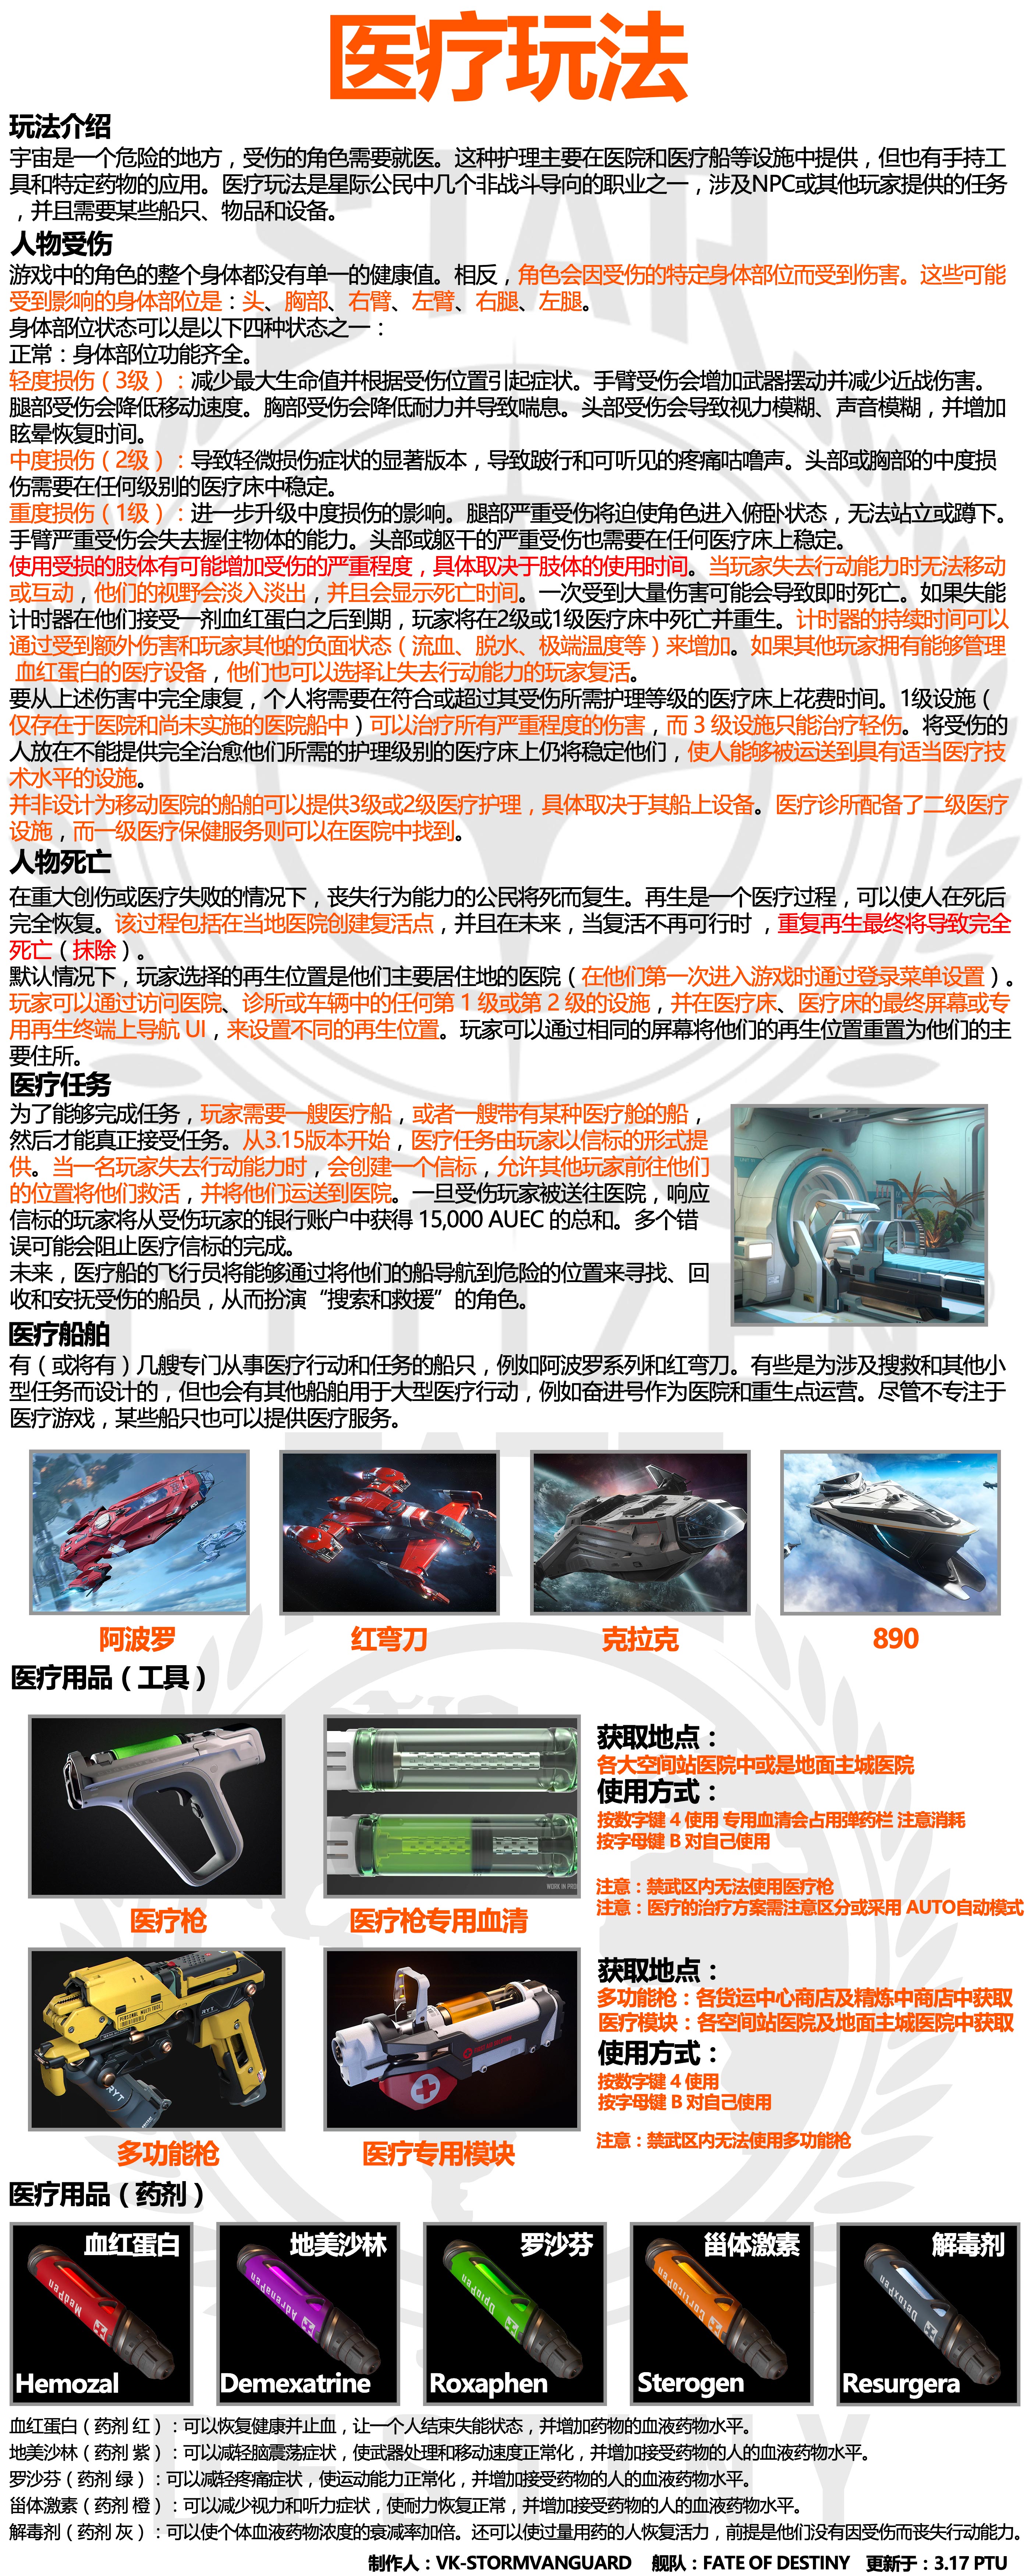 医疗玩法
玩法介绍
宇宙是一个危险的地方，受伤的角色需要就医。这种护理主要在医院和医疗船等设施中提供，但也有手持工
具和特定药物的应用。医疗玩法是星际公民中几个非战斗导向的职业之一，涉及NPC或其他玩家提供的任务
，并且需要某些船只、物品和设备。
人物受伤
游戏中的角色的整个身体都没有单一的健康值。相反，角色会因受伤的特定身体部位而受到伤害。这些可能
受到影响的身体部位是：头、胸部、右臂、左臂、右腿、左腿。
身体部位状态可以是以下四种状态之一：
正常：身体部位功能齐全。
轻度损伤（3级）：减少最大生命值并根据受伤位置引起症状。手臂受伤会增加武器摆动并减少近战伤害。
腿部受伤会降低移动速度。胸部受伤会降低耐力并导致喘息。头部受伤会导致视力模糊、声音模糊，并增加
眩晕恢复时间。
中度损伤（2级）：导致轻微损伤症状的显著版本，导致跛行和可听见的疼痛咕噜声。头部或胸部的中度损
伤需要在任何级别的医疗床中稳定。
重度损伤（1级）：进一步升级中度损伤的影响。腿部严重受伤将迫使角色进入俯卧状态，无法站立或蹲下。
手臂严重受伤会失去握住物体的能力。头部或躯干的严重受伤也需要在任何医疗床上稳定。
使用受损的肢体有可能增加受伤的严重程度，具体取决于肢体的使用时间。当玩家失去行动能力时无法移动
或互动，他们的视野会淡入淡出，并且会显示死亡时间。一次受到大量伤害可能会导致即时死亡。如果失能
计时器在他们接受一剂血红蛋白之后到期，玩家将在2级或1级医疗床中死亡并重生。计时器的持续时间可以
通过受到额外伤害和玩家其他的负面状态（流血、脱水、极端温度等）来增加。如果其他玩家拥有能够管理
血红蛋白的医疗设备，他们也可以选择让失去行动能力的玩家复活。
要从上述伤害中完全康复，个人将需要在符合或超过其受伤所需护理等级的医疗床上花费时间。1级设施（
仅存在于医院和尚未实施的医院船中）可以治疗所有严重程度的伤害，而 3 级设施只能治疗轻伤。将受伤的
人放在不能提供完全治愈他们所需的护理级别的医疗床上仍将稳定他们，使人能够被运送到具有适当医疗技
术水平的设施。
并非设计为移动医院的船舶可以提供3级或2级医疗护理，具体取决于其船上设备。医疗诊所配备了二级医疗
设施，而一级医疗保健服务则可以在医院中找到。
人物死亡
在重大创伤或医疗失败的情况下，丧失行为能力的公民将死而复生。再生是一个医疗过程，可以使人在死后
完全恢复。该过程包括在当地医院创建复活点，并且在未来，当复活不再可行时 ，重复再生最终将导致完全
死亡（抹除）。
默认情况下，玩家选择的再生位置是他们主要居住地的医院（在他们第一次进入游戏时通过登录菜单设置）。
玩家可以通过访问医院、诊所或车辆中的任何第 1 级或第 2 级的设施，并在医疗床、医疗床的最终屏幕或专
用再生终端上导航 UI，来设置不同的再生位置。玩家可以通过相同的屏幕将他们的再生位置重置为他们的主
要住所。
医疗任务
为了能够完成任务，玩家需要一艘医疗船，或者一艘带有某种医疗舱的船，
然后才能真正接受任务。从3.15版本开始，医疗任务由玩家以信标的形式提
供。当一名玩家失去行动能力时，会创建一个信标，允许其他玩家前往他们
的位置将他们救活，并将他们运送到医院。一旦受伤玩家被送往医院，响应
信标的玩家将从受伤玩家的银行账户中获得 15,000 AUEC 的总和。多个错
误可能会阻止医疗信标的完成。
未来，医疗船的飞行员将能够通过将他们的船导航到危险的位置来寻找、回
收和安抚受伤的船员，从而扮演“搜索和救援”的角色。
医疗船舶
有（或将有）几艘专门从事医疗行动和任务的船只，例如阿波罗系列和红弯刀。有些是为涉及搜救和其他小
型任务而设计的，但也会有其他船舶用于大型医疗行动，例如奋进号作为医院和重生点运营。尽管不专注于
医疗游戏，某些船只也可以提供医疗服务。
阿波罗
红弯刀
克拉克
890
医疗用品（工具）
WORK IN PRO
获取地点：
各大空间站医院中或是地面主城医院
使用方式：
按数字键 4 使用 专用血清会占用弹药栏 注意消耗
按字母键 B 对自己使用
注意：禁武区内无法使用医疗枪
注意：医疗的治疗方案需注意区分或采用 AUTO自动模式
医疗枪
医疗枪专用血清
获取地点：
多功能枪：各货运中心商店及精炼中商店中获取
医疗模块：各空间站医院及地面主城医院中获取
使用方式：
按数字键 4 使用
按字母键 B 对自己使用
注意：禁武区内无法使用多功能枪
多功能枪
医疗专用模块
医疗用品（药剂）
血红蛋白
MedPen
Hemozal
地美沙林
AdrenaPen
Demexatrine
罗沙芬
OpioPen
Roxaphen
甾体激素
CorticoPen
Sterogen
解毒剂
DetoxPen
Resurgera
血红蛋白（药剂 红）：可以恢复健康并止血，让一个人结束失能状态，并增加药物的血液药物水平。
地美沙林（药剂 紫）：可以减轻脑震荡症状，使武器处理和移动速度正常化，并增加接受药物的人的血液药物水平。
罗沙芬（药剂 绿）：可以减轻疼痛症状，使运动能力正常化，并增加接受药物的人的血液药物水平。
甾体激素（药剂 橙）：可以减少视力和听力症状，使耐力恢复正常，并增加接受药物的人的血液药物水平。
解毒剂（药剂 灰）：可以使个体血液药物浓度的衰减率加倍。还可以使过量用药的人恢复活力，前提是他们没有因受伤而丧失行动能力。
制作人：VK-STORMVANGUARD 舰队：FATE OF DESTINY 更新于：3.17 PTU